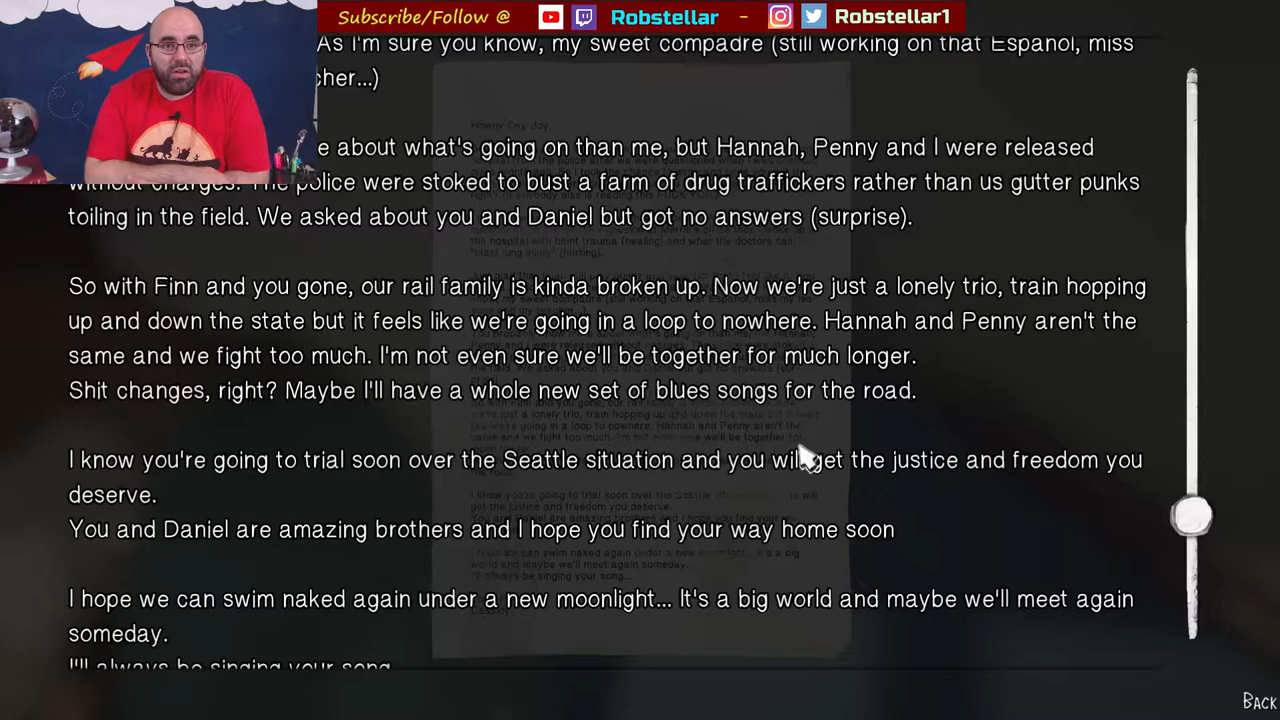 Subscribe/Follow @ Robstellar - Robstellar1
As I'm sure you know, my sweet compadre (still working on that Espanol, miss
cher...)
e about what's going on than me, but Hannah, Penny and I were released
without charges. The police were stoked to bust a farm of drug traffickers rather than us gutter punks
toiling in the field. We asked about you and Daniel but got no answers (surprise).
So with Finn and you gone, our rail family is kinda broken up. Now we're just a lonely trio, train hopping
up and down the state but it feels like we're going in a loop to nowhere. Hannah and Penny aren't the
same and we fight too much. I'm not even sure we'll be together for much longer.
Shit changes, right? Maybe I'll have a whole new set of blues songs for the road.
I know you're going to trial soon over the Seattle situation and you will get the justice and freedom you
deserve.
You and Daniel are amazing brothers and I hope you find your way home soon
I hope we can swim naked again under a new moonlight... It's a big world and maybe we'll meet again
someday.
I'll always be singing your song
BACK